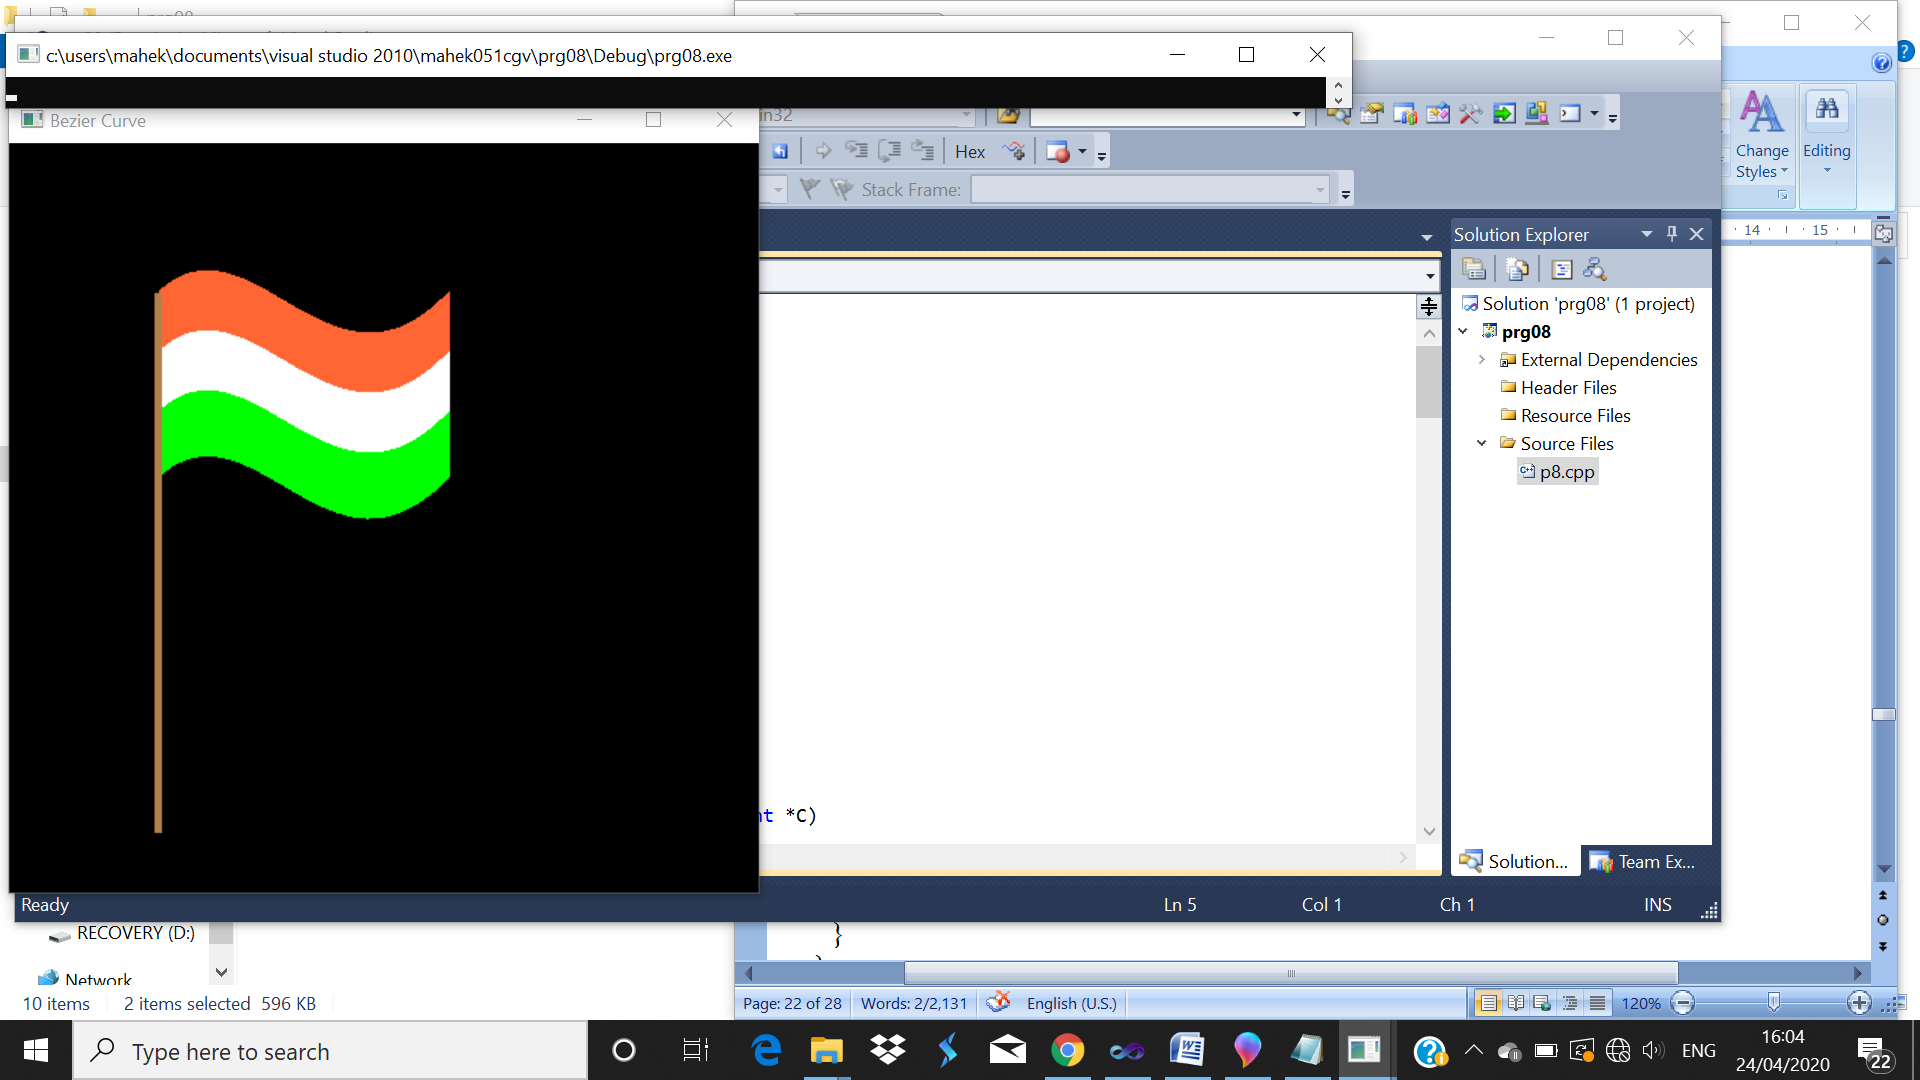 c:\users\mahek\documents\visual studio 2010\mahek051cgv\prg08\Debug\prg08.exe
Bezier Curve
Hex
Stack Frame:
Change
Styles
Editing
14 15
Solution Explorer
Solution 'prg08' (1 project)
prg08
External Dependencies
Header Files
Resource Files
Source Files
p8.cpp
*C)
Solution...
Team Ex...
Ready
Ln 5
Col 1
Ch 1
INS
RECOVERY (D:)
}
Network
10 items
2 items selected 596 KB
Page: 22 of 28
Words: 2/2,131
English (U.S.)
120%
Type here to search
ENG
16:04
24/04/2020
22